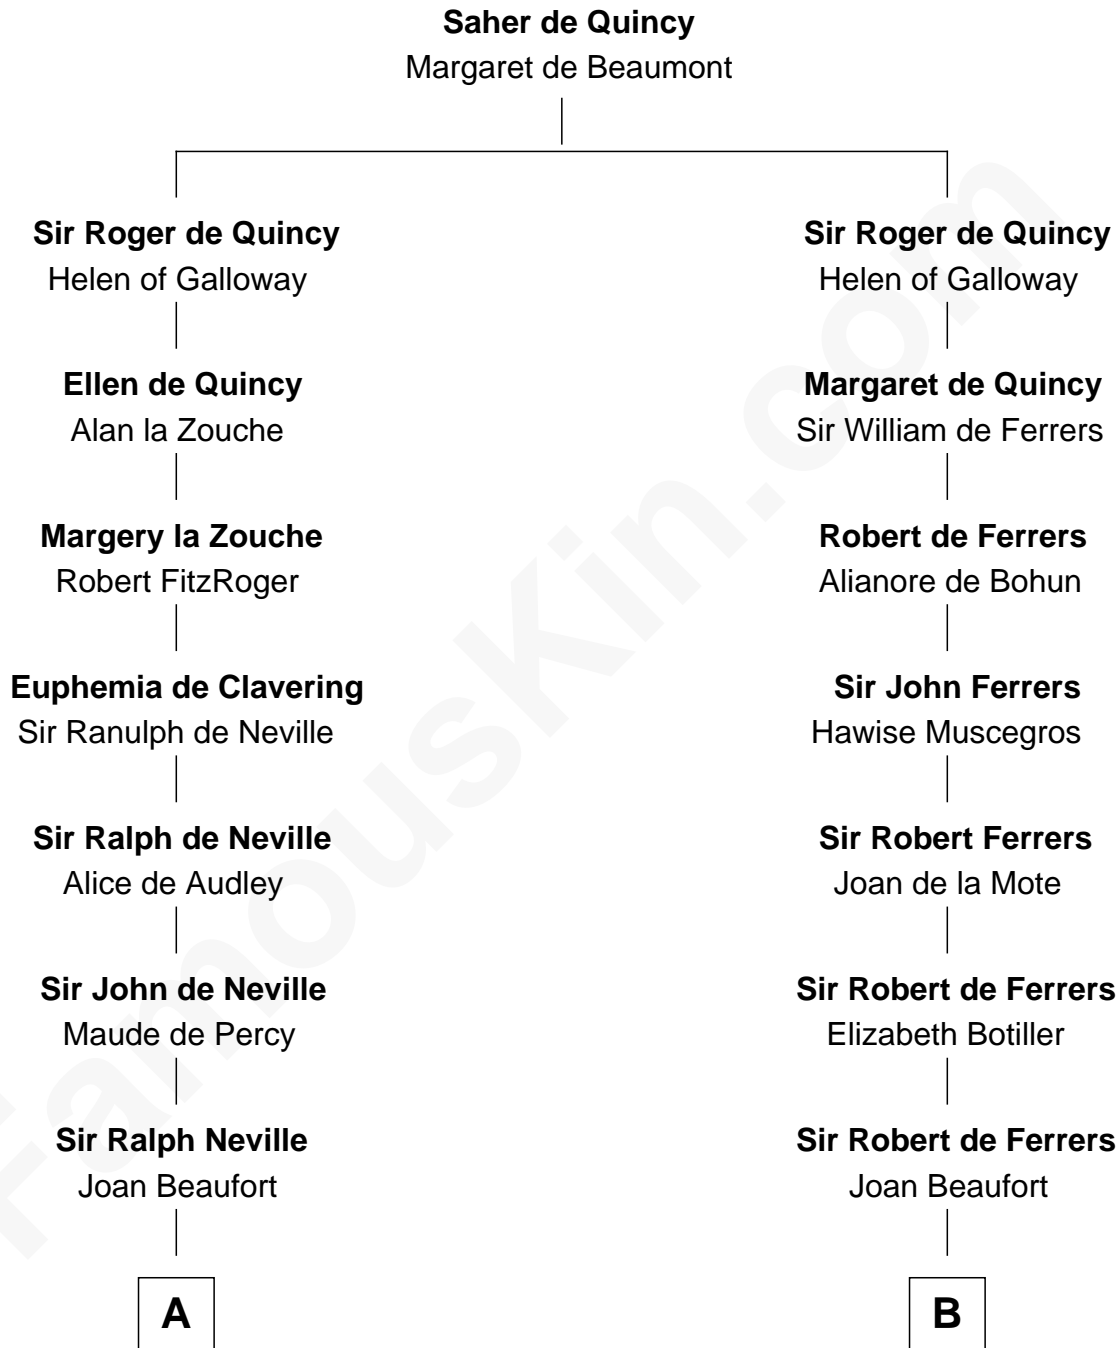 Saher de Quincy
Margaret de Beaumont
Sir Roger de Quincy
Helen of Galloway
Sir Roger de Quincy
Helen of Galloway
Ellen de Quincy
Alan la Zouche
Margaret de Quincy
Sir William de Ferrers
Margery la Zouche
Robert FitzRoger
Robert de Ferrers
Alianore de Bohun
Euphemia de Clavering
Sir Ranulph de Neville
Sir John Ferrers
Hawise Muscegros
Sir Ralph de Neville
Alice de Audley
Sir Robert Ferrers
Joan de la Mote
Sir John de Neville
Maude de Percy
Sir Robert de Ferrers
Elizabeth Botiller
Sir Ralph Neville
Joan Beaufort
Sir Robert de Ferrers
Joan Beaufort
A
B
FamousKin.com